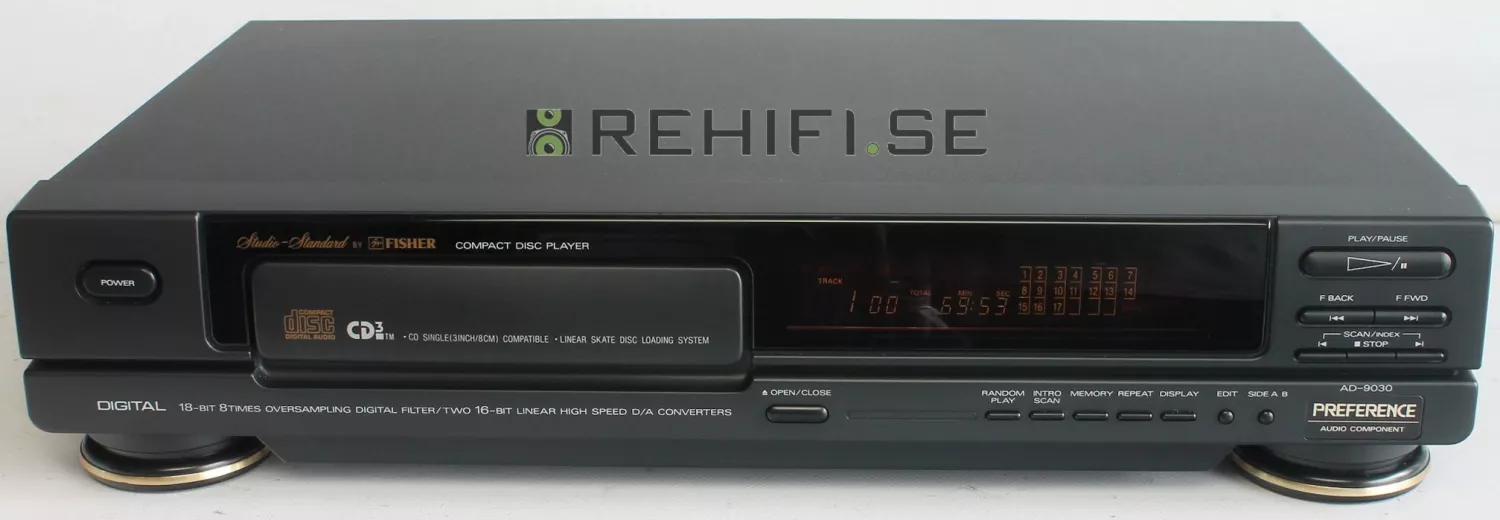 REHIFI.SE
Studio-Standard BY FISHER COMPACT DISC PLAYER
POWER
COMPACT
disc
DIGITAL AUDIO
CD3 TM • CD SINGLE(3INCH/8CM) COMPATIBLE • LINEAR SKATE DISC LOADING SYSTEM
TRACK TOTAL MIN SEC
1 00 69:53
1 2 3 4 5 6 7
8 9 10 11 12 13 14
15 16 17
PLAY/PAUSE
F BACK F FWD
SCAN/INDEX
STOP
DIGITAL 18-BIT 8TIMES OVERSAMPLING DIGITAL FILTER/TWO 16-BIT LINEAR HIGH SPEED D/A CONVERTERS
OPEN/CLOSE
RANDOM PLAY INTRO SCAN MEMORY REPEAT DISPLAY EDIT SIDE A B
AD-9030
PREFERENCE
AUDIO COMPONENT